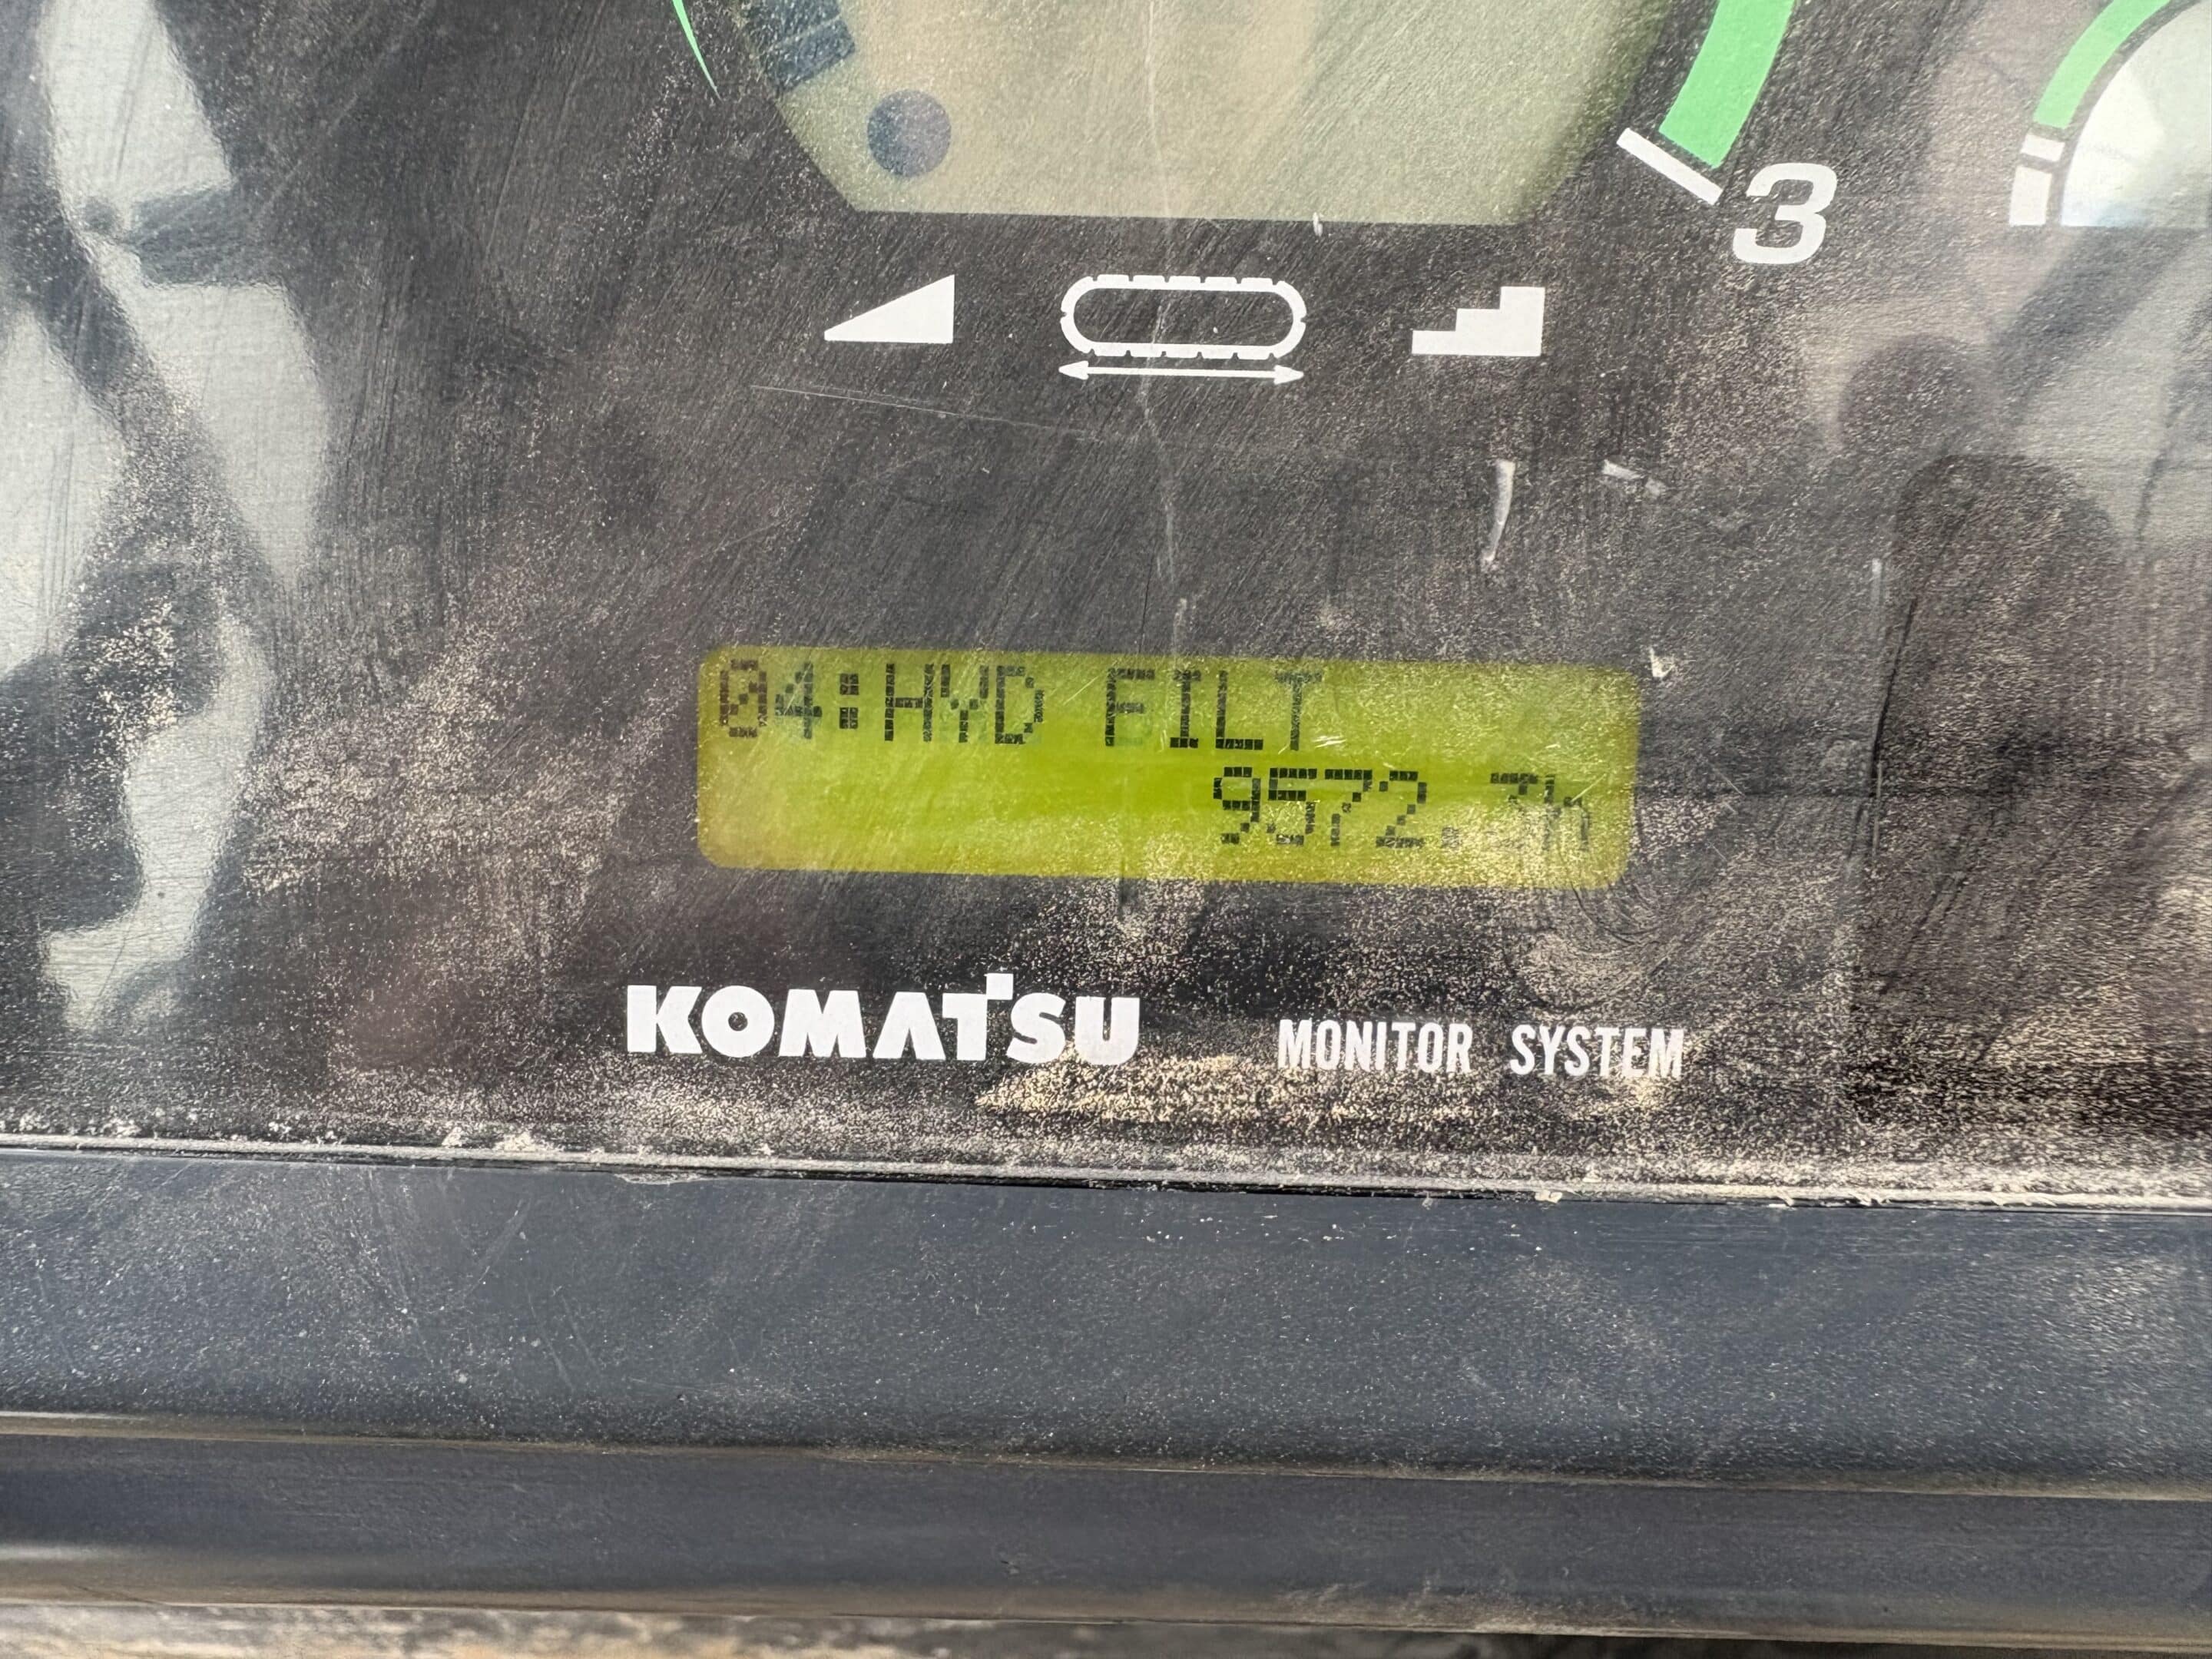 3
04:HYD FILT
9572.7h
KOMATSU MONITOR SYSTEM